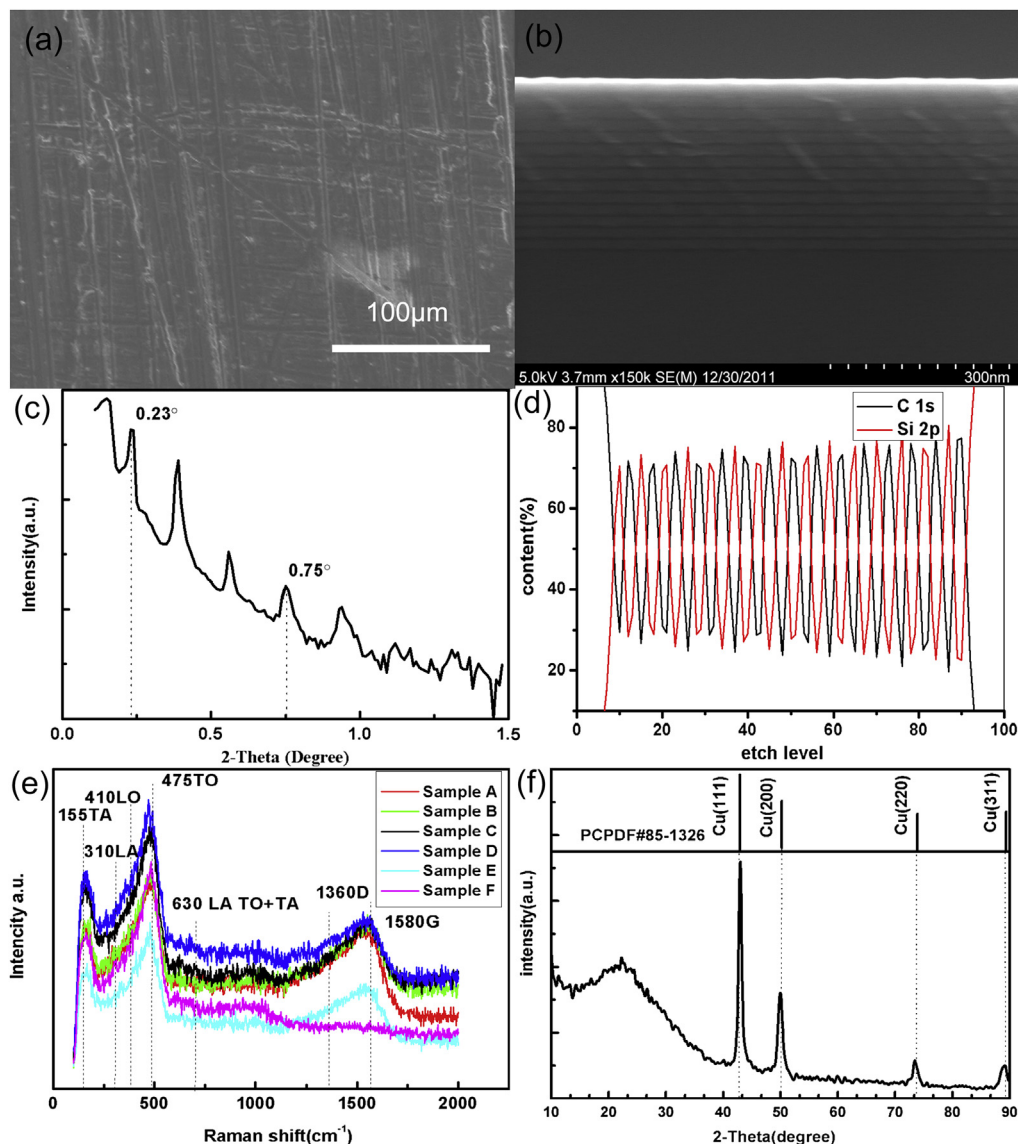 (a)
100µm
(b)
5.0kV 3.7mm x150k SE(M) 12/30/2011 300nm
(c)
0.23°
0.75°
Intensity(a.u.)
0.0 0.5 1.0 1.5
2-Theta (Degree)
(d)
C 1s
Si 2p
content(%)
80
60
40
20
0 20 40 60 80 100
etch level
(e)
475TO
410LO
155TA
310LA
630 LA TO+TA
1360D
1580G
Sample A
Sample B
Sample C
Sample D
Sample E
Sample F
Intencity a.u.
0 500 1000 1500 2000
Raman shift(cm⁻¹)
(f)
Cu(111)
Cu(200)
Cu(220)
Cu(311)
PCPDF#85-1326
intensity(a.u.)
10 20 30 40 50 60 70 80 90
2-Theta(degree)